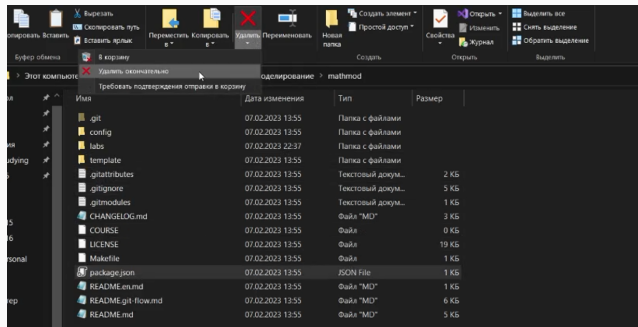 Вырезать
Скопировать путь
Вставить ярлык
Копировать Вставить
Переместить в
Копировать в
Удалить
Переименовать
Новая папка
Создать элемент
Простой доступ
Свойства
Открыть
Изменить
Журнал
Выделить все
Снять выделение
Обратить выделение
Буфер обмена
Создать
Открыть
Выделить
В корзину
Удалить окончательно
Требовать подтверждения отправки в корзину
Этот компьюте
оделирование > mathmod
Имя Дата изменения Тип Размер
.git 07.02.2023 13:55 Папка с файлами
config 07.02.2023 13:55 Папка с файлами
labs 07.02.2023 22:37 Папка с файлами
template 07.02.2023 13:55 Папка с файлами
.gitattributes 07.02.2023 13:55 Текстовый докум... 2 КБ
.gitignore 07.02.2023 13:55 Текстовый докум... 5 КБ
.gitmodules 07.02.2023 13:55 Текстовый докум... 1 КБ
CHANGELOG.md 07.02.2023 13:55 Файл "MD" 3 КБ
COURSE 07.02.2023 13:55 Файл 0 КБ
LICENSE 07.02.2023 13:55 Файл 19 КБ
Makefile 07.02.2023 13:55 Файл 1 КБ
package.json 07.02.2023 13:55 JSON File 1 КБ
README.en.md 07.02.2023 13:55 Файл "MD" 1 КБ
README.git-flow.md 07.02.2023 13:55 Файл "MD" 6 КБ
README.md 07.02.2023 13:55 Файл "MD" 5 КБ